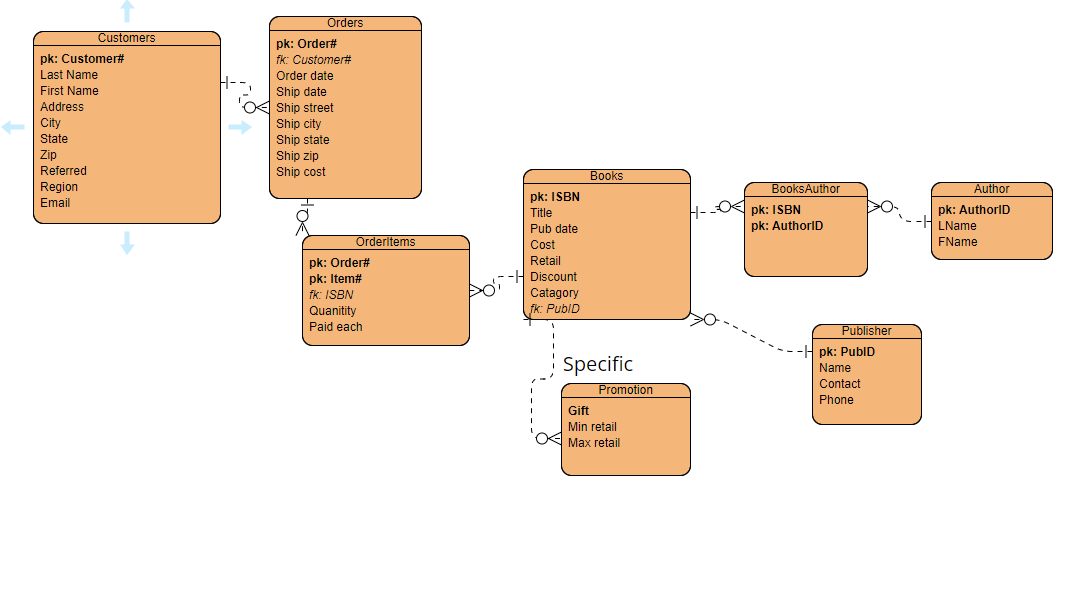 Customers
pk: Customer#
Last Name
First Name
Address
City
State
Zip
Referred
Region
Email
Orders
pk: Order#
fk: Customer#
Order date
Ship date
Ship street
Ship city
Ship state
Ship zip
Ship cost
OrderItems
pk: Order#
pk: Item#
fk: ISBN
Quanitity
Paid each
Books
pk: ISBN
Title
Pub date
Cost
Retail
Discount
Catagory
fk: PubID
BooksAuthor
pk: ISBN
pk: AuthorID
Author
pk: AuthorID
LName
FName
Publisher
pk: PubID
Name
Contact
Phone
Specific
Promotion
Gift
Min retail
Max retail